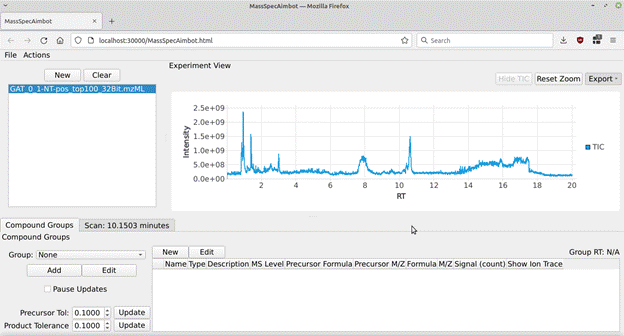 MassSpecAimbot — Mozilla Firefox
MassSpecAimbot
localhost:30000/MassSpecAimbot.html
Search
File Actions
Experiment View
New Clear
Hide TIC Reset Zoom Export
GAT_0_1-NT-pos_top100_32Bit.mzML
2.5e+09
2.0e+09
1.5e+09
1.0e+09
5.0e+08
0.0e+00
Intensity
TIC
2 4 6 8 10 12 14 16 18 20
RT
Compound Groups Scan: 10.1503 minutes
Compound Groups
Group: None
New Edit
Group RT: N/A
Name Type Description MS Level Precursor Formula Precursor M/Z Formula M/Z Signal (count) Show Ion Trace
Add Edit
Pause Updates
Precursor Tol: 0.1000 Update
Product Tolerance 0.1000 Update